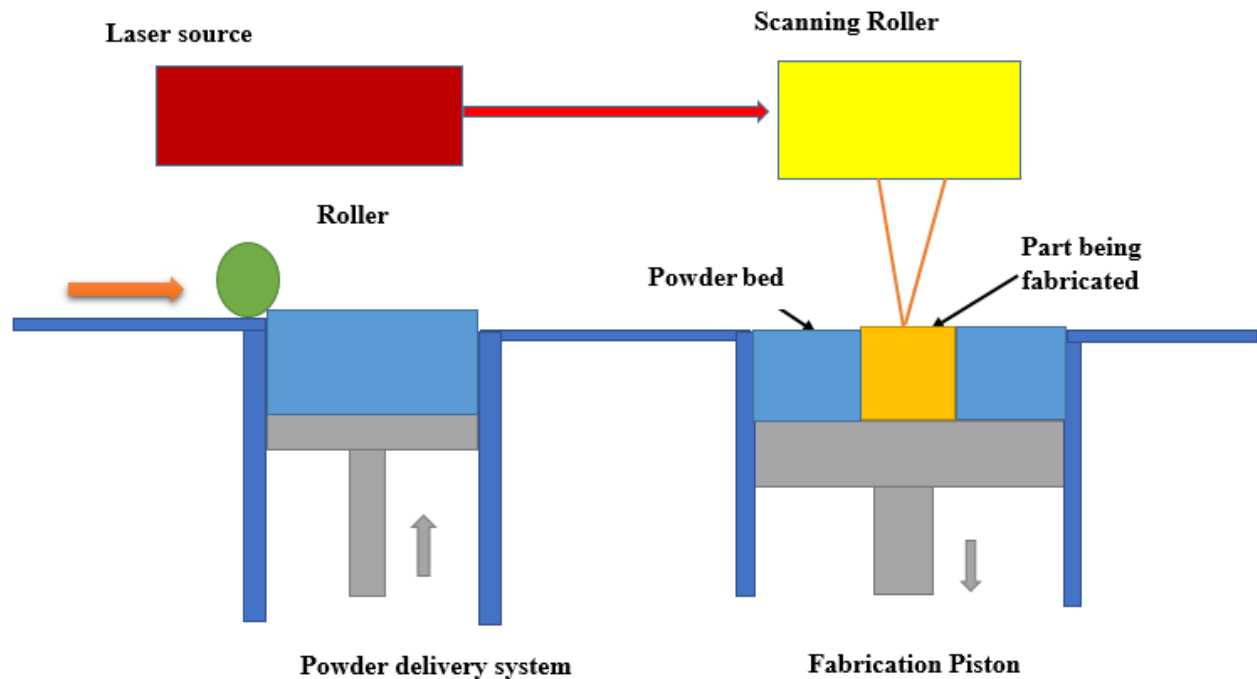 Laser source
Scanning Roller
Roller
Powder bed
Part being
fabricated
Powder delivery system
Fabrication Piston